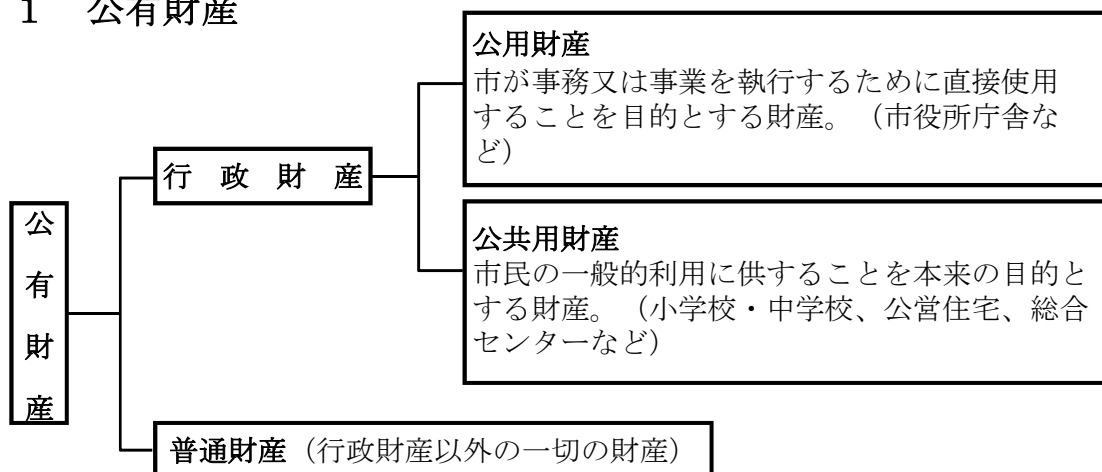 1　公有財産
公用財産
市が事務又は事業を執行するために直接使用
することを目的とする財産。（市役所庁舎な
ど）
行　政　財　産
公共用財産
市民の一般的利用に供することを本来の目的と
する財産。（小学校・中学校、公営住宅、総合
センターなど）
公
有
財
産
普通財産（行政財産以外の一切の財産）